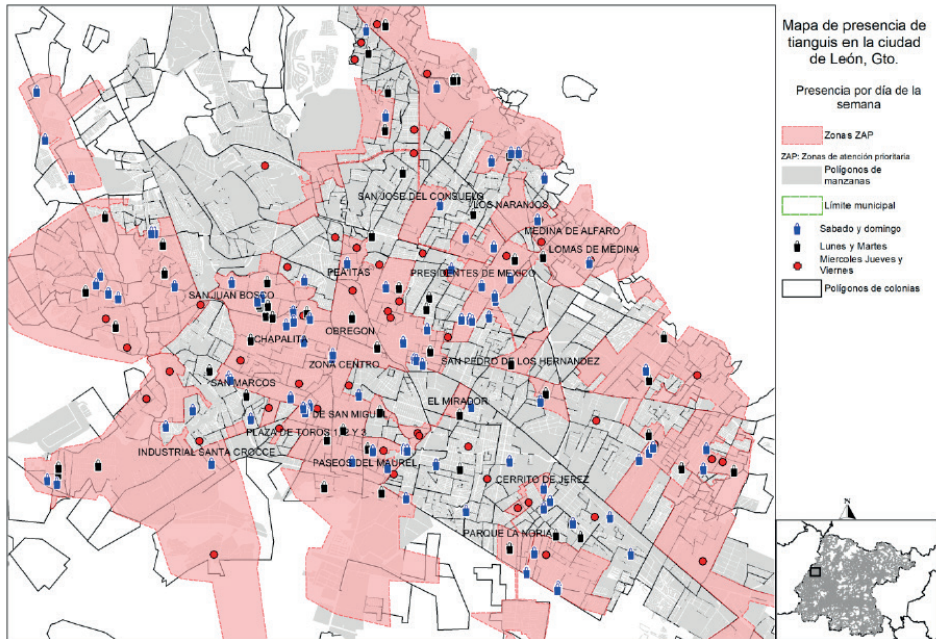 Mapa de presencia de
tianguis en la ciudad
de León, Gto.
Presencia por día de la
semana
Zonas ZAP
ZAP: Zonas de atención prioritaria
Polígonos de
manzanas
Límite municipal
Sabado y domingo
Lunes y Martes
Miercoles Jueves y
Viernes
Polígonos de colonias
N
SAN JOSE DEL CONSUELO
LOS NARANJOS
MEDINA DE ALFARO
LOMAS DE MEDINA
PRESIDENTES DE MEXICO
SAN JUAN BOSCO
OBREGON
CHAPALITA
ZONA CENTRO
SAN PEDRO DE LOS HERNANDEZ
SAN MARCOS
EL MIRADOR
DE SAN MIGU
PLAZA DE TOROS 1, 2 Y 3
INDUSTRIAL SANTA CROCCE
PASEOS DEL MAUREL
CERRITO DE JEREZ
PARQUE LA NORIA